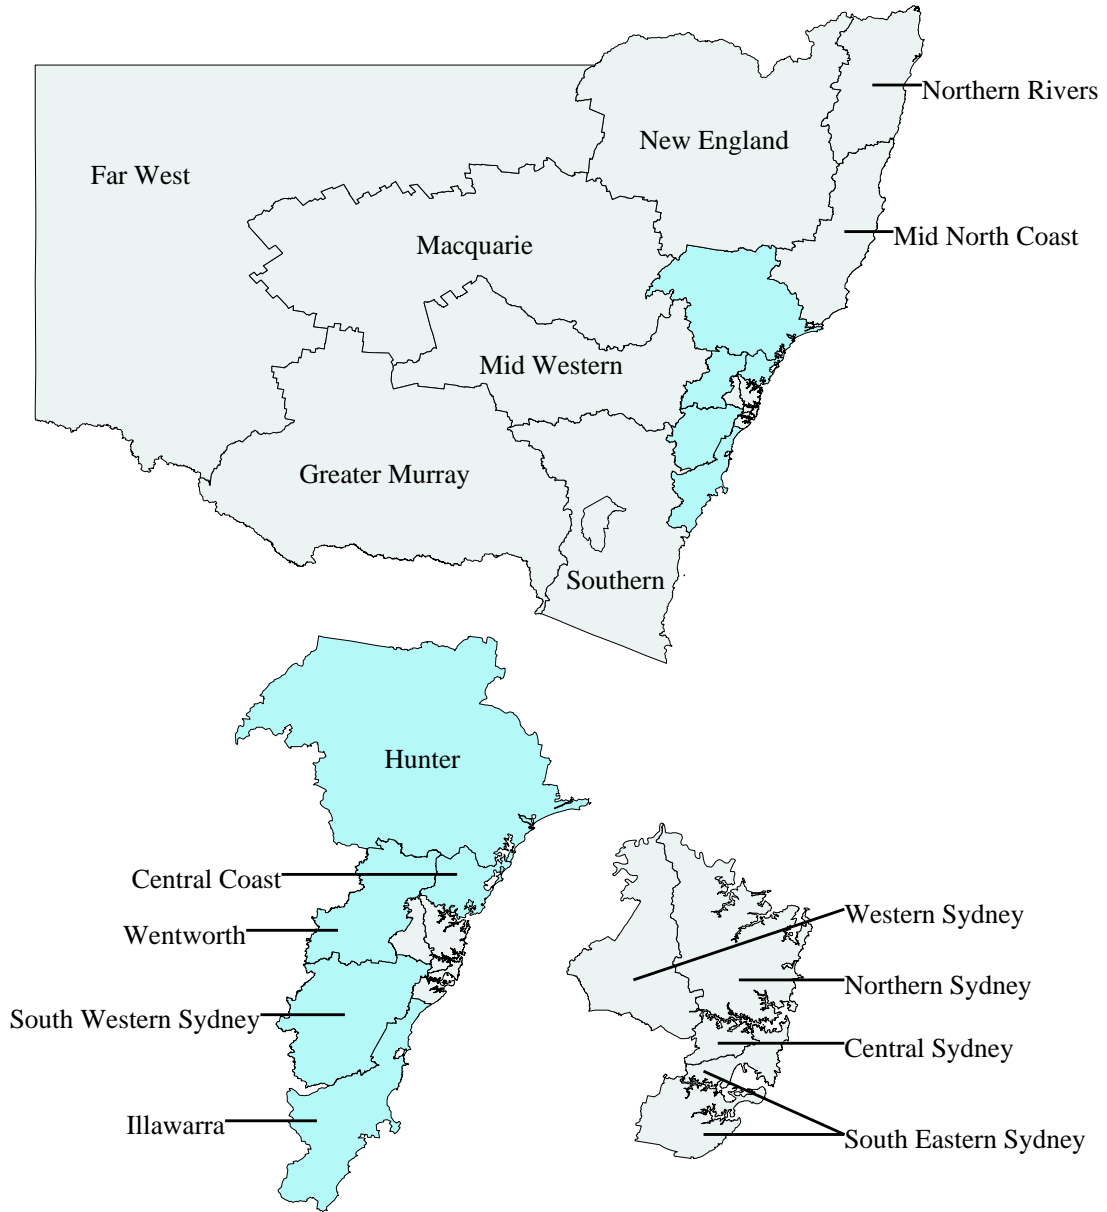 Northern Rivers
New England
Far West
Mid North Coast
Macquarie
Mid Western
Greater Murray
Southern
Hunter
Central Coast
Western Sydney
Wentworth
Northern Sydney
South Western Sydney
Central Sydney
Illawarra
South Eastern Sydney